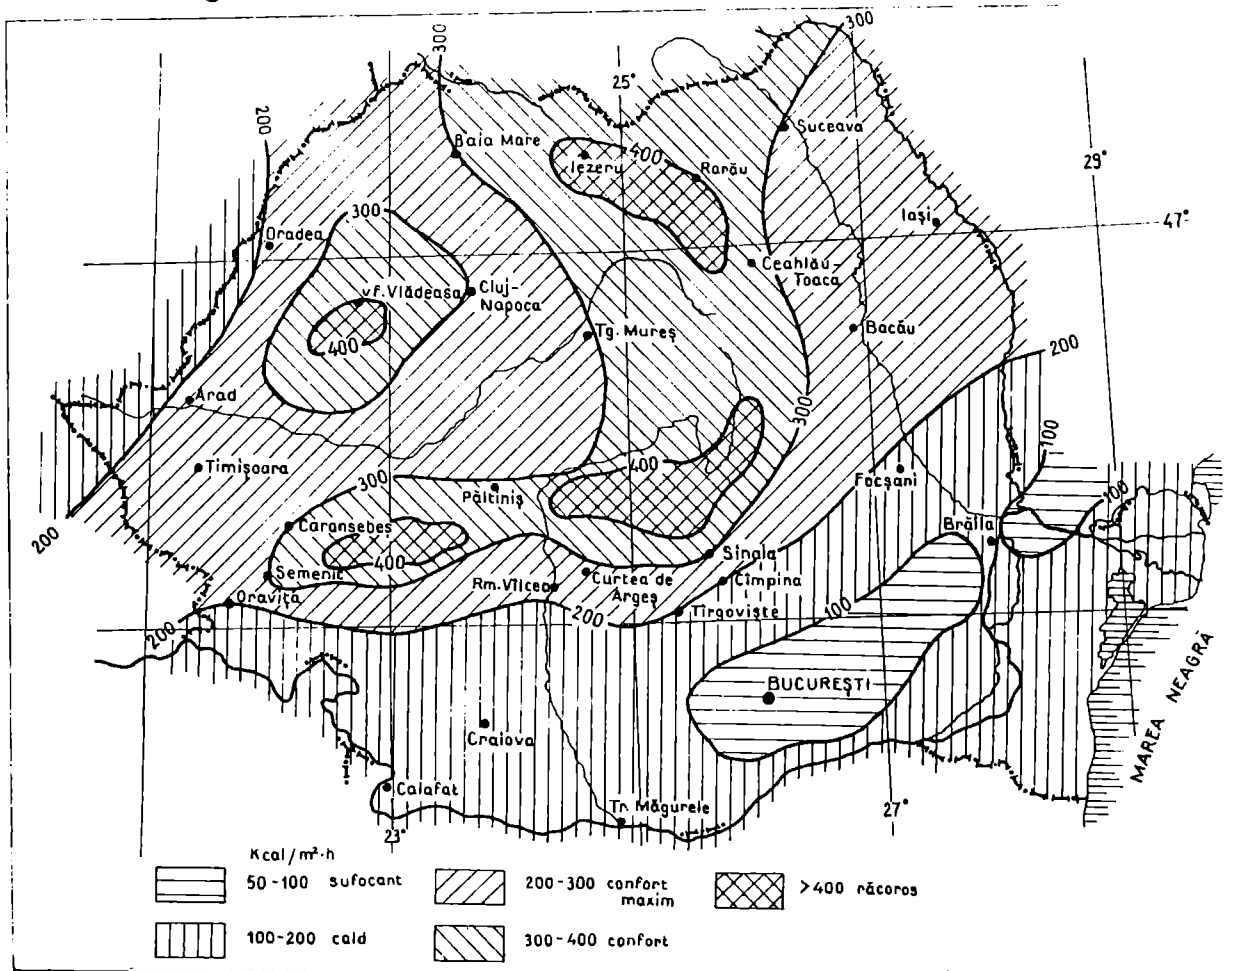 300
300
25°
200
Suceava
Baia Mare
400
Iezeru
Rarău
29°
300
Iași
47°
Oradea
Ceahlău-
Toaca
vf. Vlădeasa
Cluj-
Napoca
Bacău
Tg. Mureș
400
200
Arad
300
100
Timișoara
400
Focșani
300
Păltiniș
100
Caransebeș
Brăila
200
400
Sinaia
Semenic
Curtea de
Argeș
Cîmpina
Rm. Vîlcea
Oravița
Tîrgoviște
100
200
200
BUCUREȘTI
MAREA NEAGRĂ
Craiova
Calafat
Tr. Măgurele
27°
23°
Kcal/m²·h
50-100 sufocant
200-300 confort
maxim
>400 răcoros
100-200 cald
300-400 confort